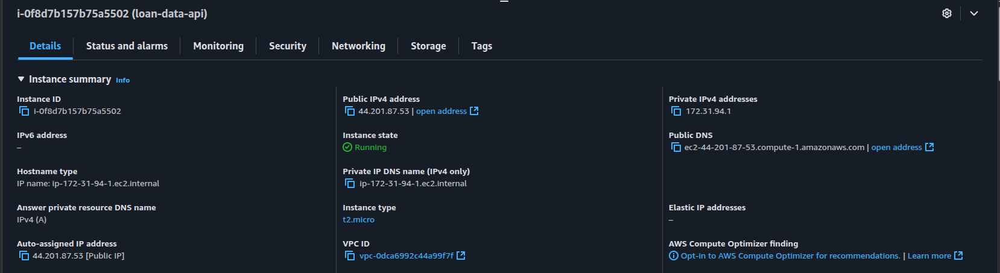 i-0f8d7b157b75a5502 (loan-data-api)
Details
Status and alarms
Monitoring
Security
Networking
Storage
Tags
Instance summary Info
Instance ID
i-0f8d7b157b75a5502
Public IPv4 address
44.201.87.53 | open address
Private IPv4 addresses
172.31.94.1
IPv6 address
–
Instance state
Running
Public DNS
ec2-44-201-87-53.compute-1.amazonaws.com | open address
Hostname type
IP name: ip-172-31-94-1.ec2.internal
Private IP DNS name (IPv4 only)
ip-172-31-94-1.ec2.internal
Answer private resource DNS name
IPv4 (A)
Instance type
t2.micro
Elastic IP addresses
–
Auto-assigned IP address
44.201.87.53 [Public IP]
VPC ID
vpc-0dca6992c44a99f7f
AWS Compute Optimizer finding
Opt-in to AWS Compute Optimizer for recommendations. | Learn more